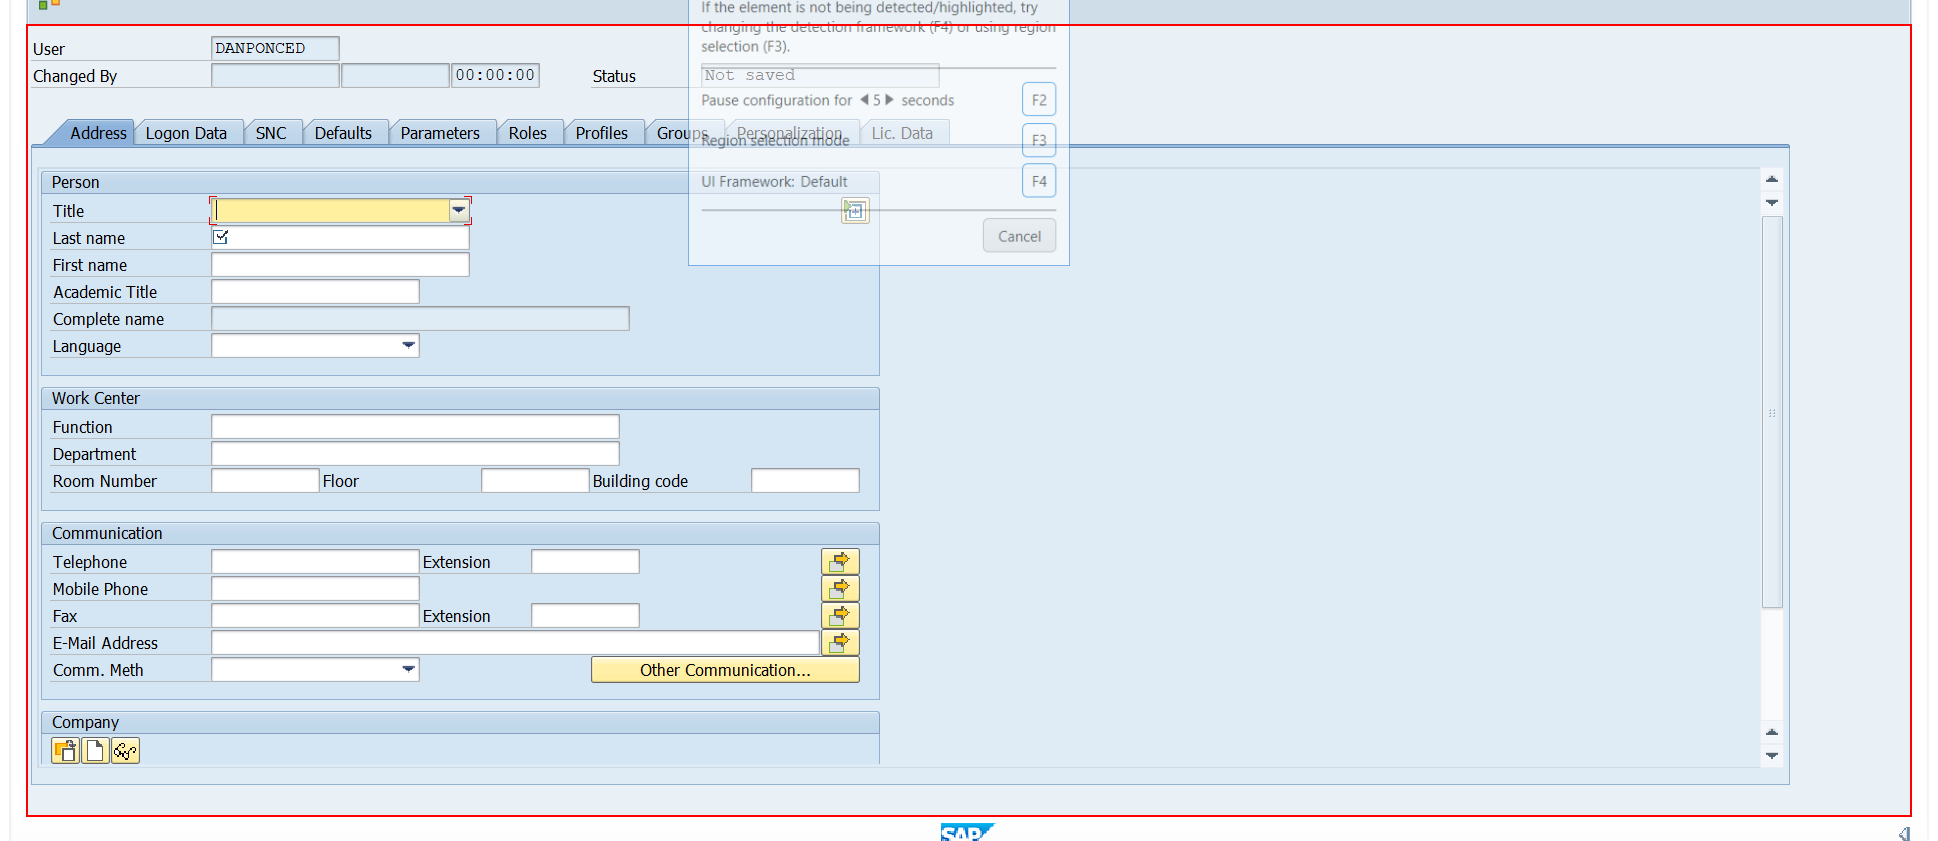 If the element is not being detected/highlighted, try
changing the detection framework (F4) or using region
selection (F3).
User DANPONCED
Changed By 00:00:00 Status Not saved
Pause configuration for 5 seconds F2
Address Logon Data SNC Defaults Parameters Roles Profiles Groups Personalization Lic. Data
Region selection mode F3
UI Framework: Default F4
Cancel
Person
Title
Last name
First name
Academic Title
Complete name
Language
Work Center
Function
Department
Room Number Floor Building code
Communication
Telephone Extension
Mobile Phone
Fax Extension
E-Mail Address
Comm. Meth Other Communication...
Company
SAP